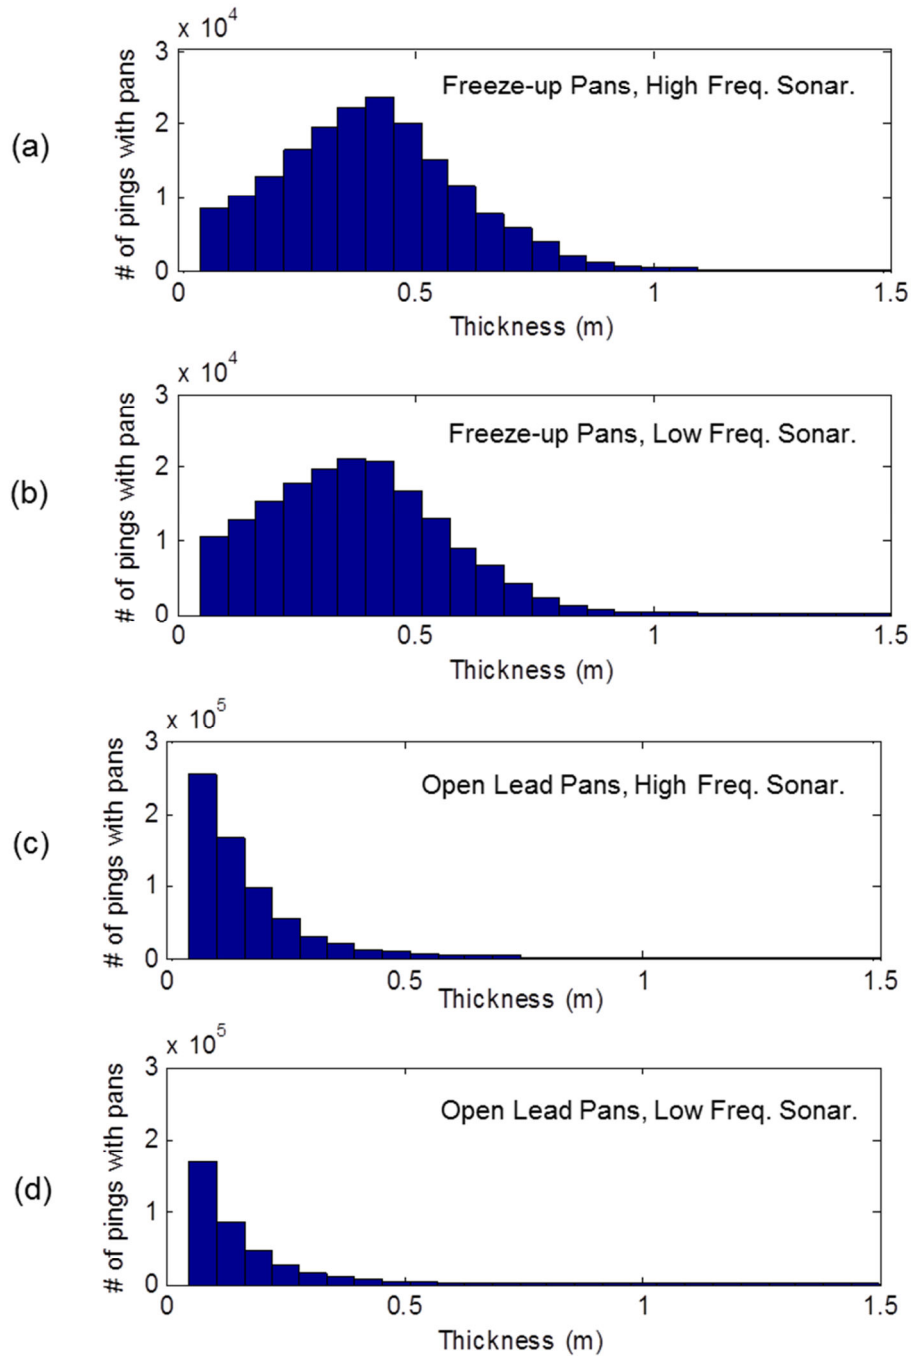 x 10^4
3
2
1
0
# of pings with pans
(a)
Freeze-up Pans, High Freq. Sonar.
0 0.5 1 1.5
Thickness (m)
x 10^4
3
2
1
0
# of pings with pans
(b)
Freeze-up Pans, Low Freq. Sonar.
0 0.5 1 1.5
Thickness (m)
x 10^5
3
2
1
0
# of pings with pans
(c)
Open Lead Pans, High Freq. Sonar.
0 0.5 1 1.5
Thickness (m)
x 10^5
3
2
1
0
# of pings with pans
(d)
Open Lead Pans, Low Freq. Sonar.
0 0.5 1 1.5
Thickness (m)